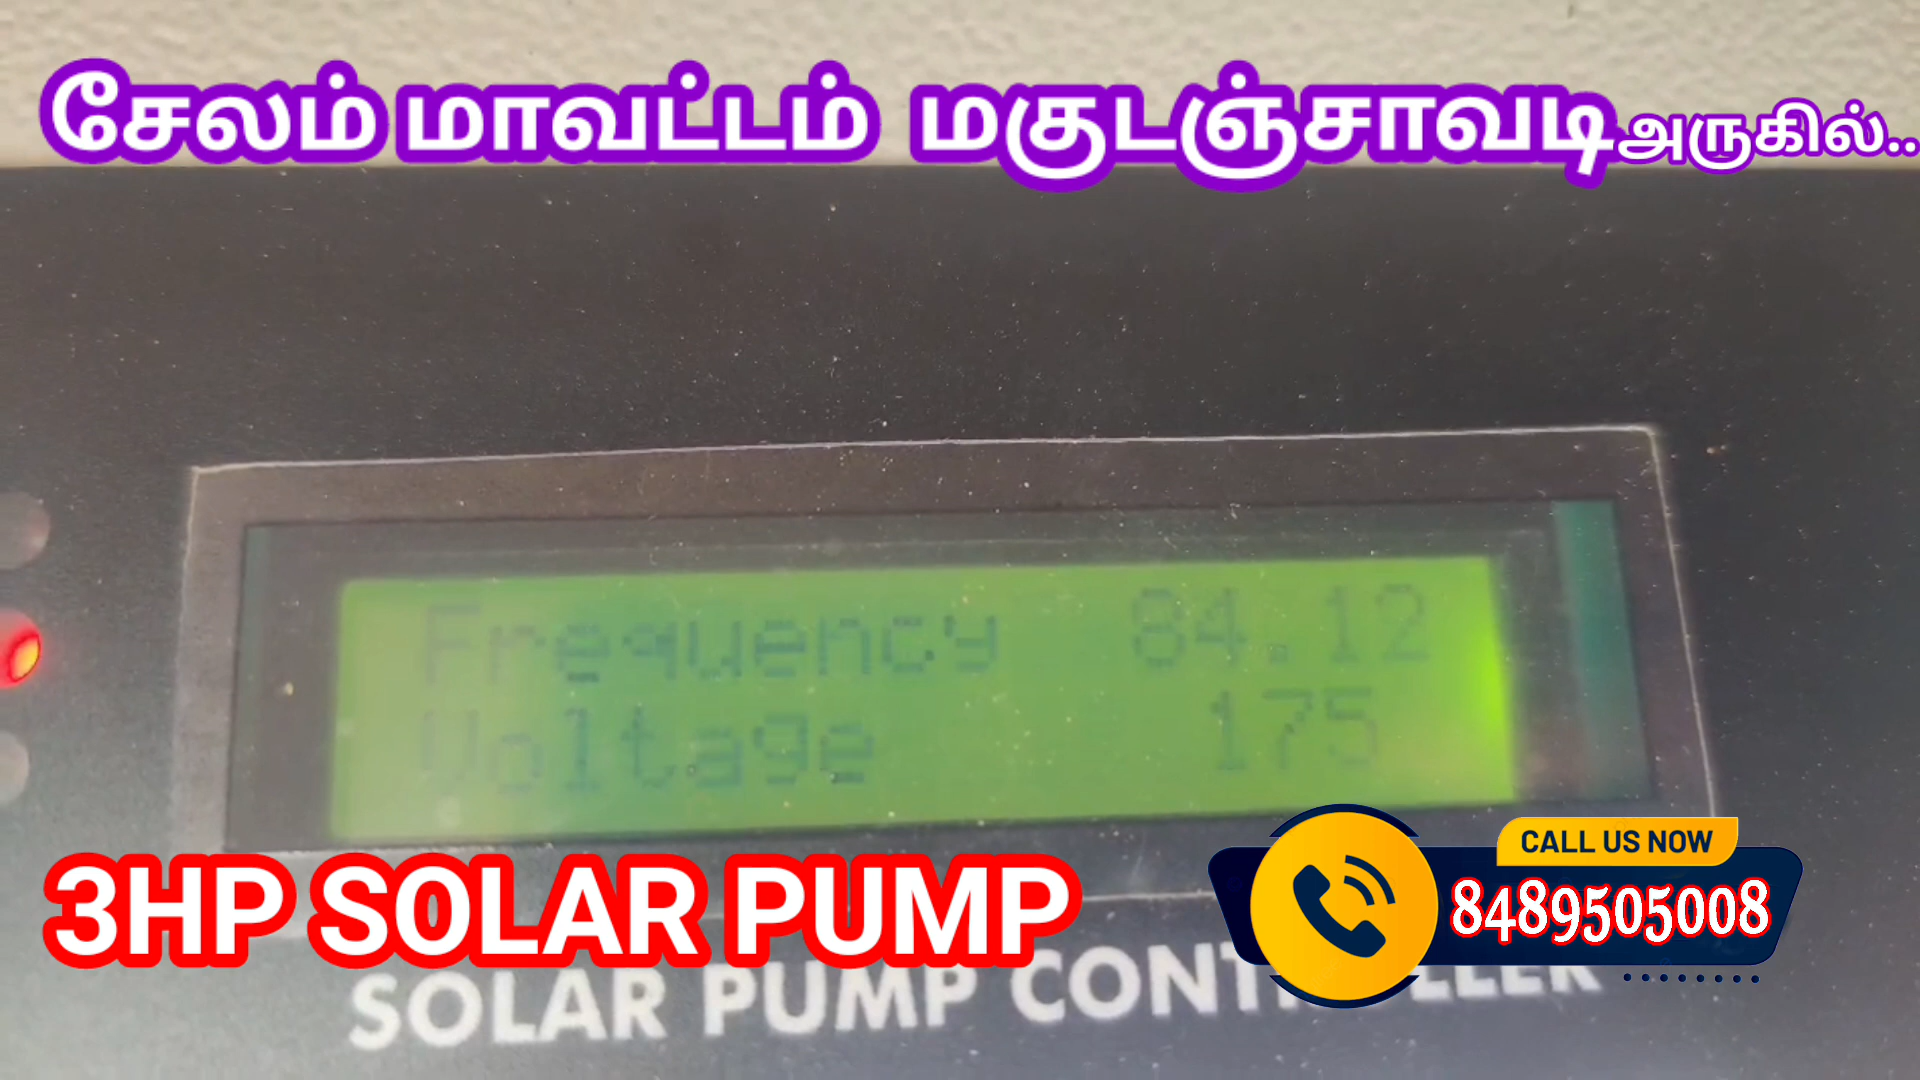 சேலம் மாவட்டம் மகுடஞ்சாவடி அருகில்..
Frequency 84.12
Voltage 175
3HP SOLAR PUMP
CALL US NOW
8489505008
SOLAR PUMP CONTROLLER